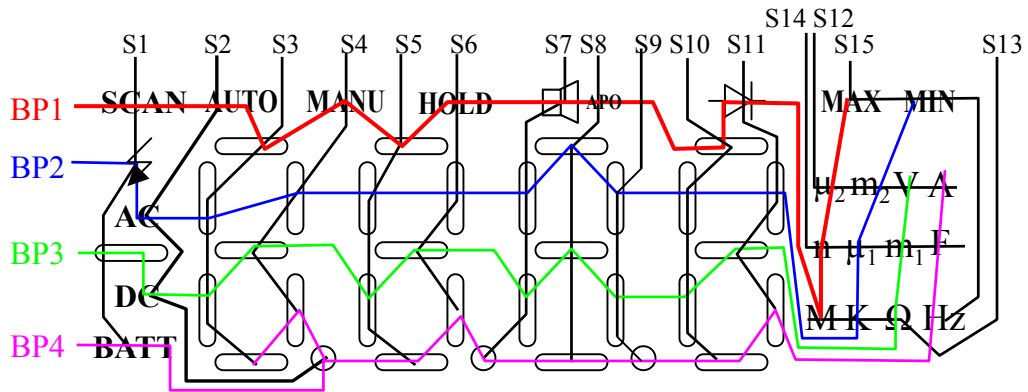 S14 S12
S1 S2 S3 S4 S5 S6 S7 S8 S9 S10 S11 S15 S13
BP1 SCAN AUTO MANU HOLD APO MAX MIN
BP2
μ2 m2 V A
AC
BP3 n μ1 m1 F
DC
M K Ω Hz
BP4 BATT